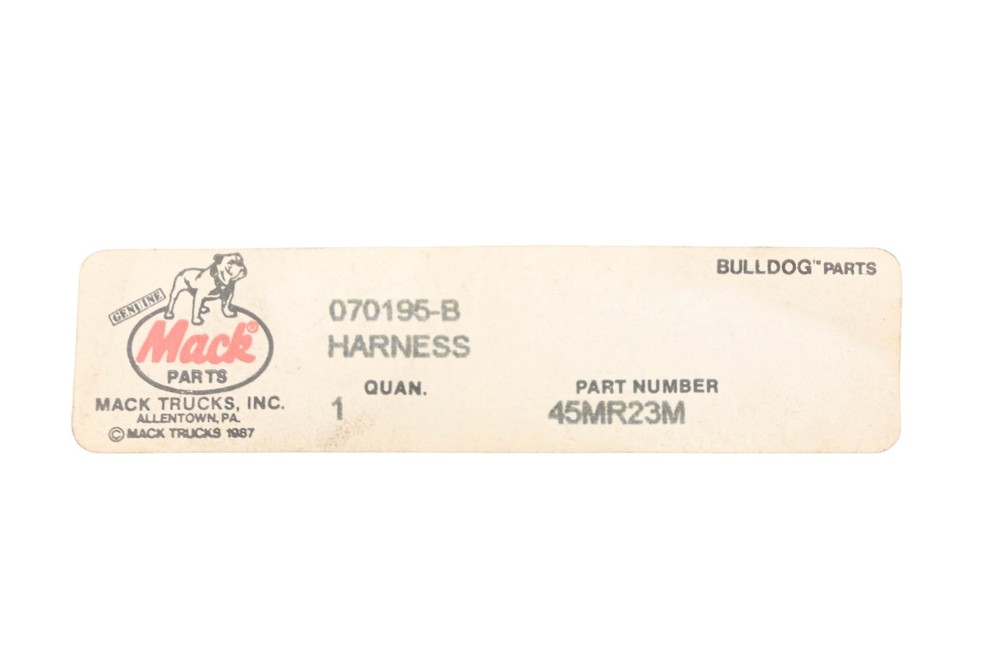 GENUINE
Mack®
PARTS
MACK TRUCKS, INC.
ALLENTOWN, PA.
© MACK TRUCKS 1987
BULLDOG™ PARTS
070195-B
HARNESS
QUAN.
1
PART NUMBER
45MR23M